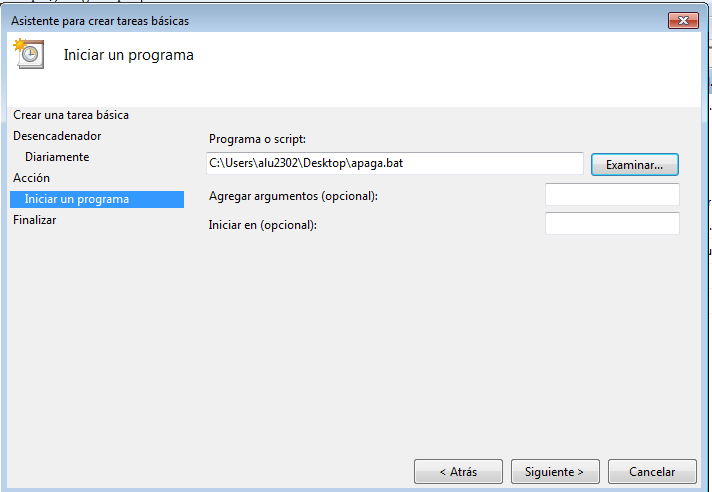 Asistente para crear tareas básicas
Iniciar un programa
Crear una tarea básica
Desencadenador
Diariamente
Acción
Iniciar un programa
Finalizar
Programa o script:
C:\Users\alu2302\Desktop\apaga.bat
Examinar...
Agregar argumentos (opcional):
Iniciar en (opcional):
< Atrás
Siguiente >
Cancelar